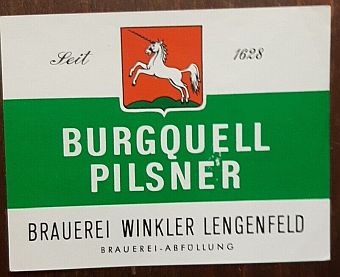 Seit 1628
BURGQUELL
PILSNER
BRAUEREI WINKLER LENGENFELD
BRAUEREI-ABFÜLLUNG